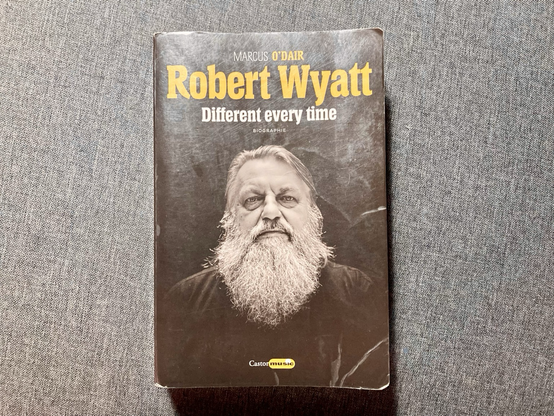 MARCUS O'DAIR
Robert Wyatt
Different every time
BIOGRAPHIE
Castor music